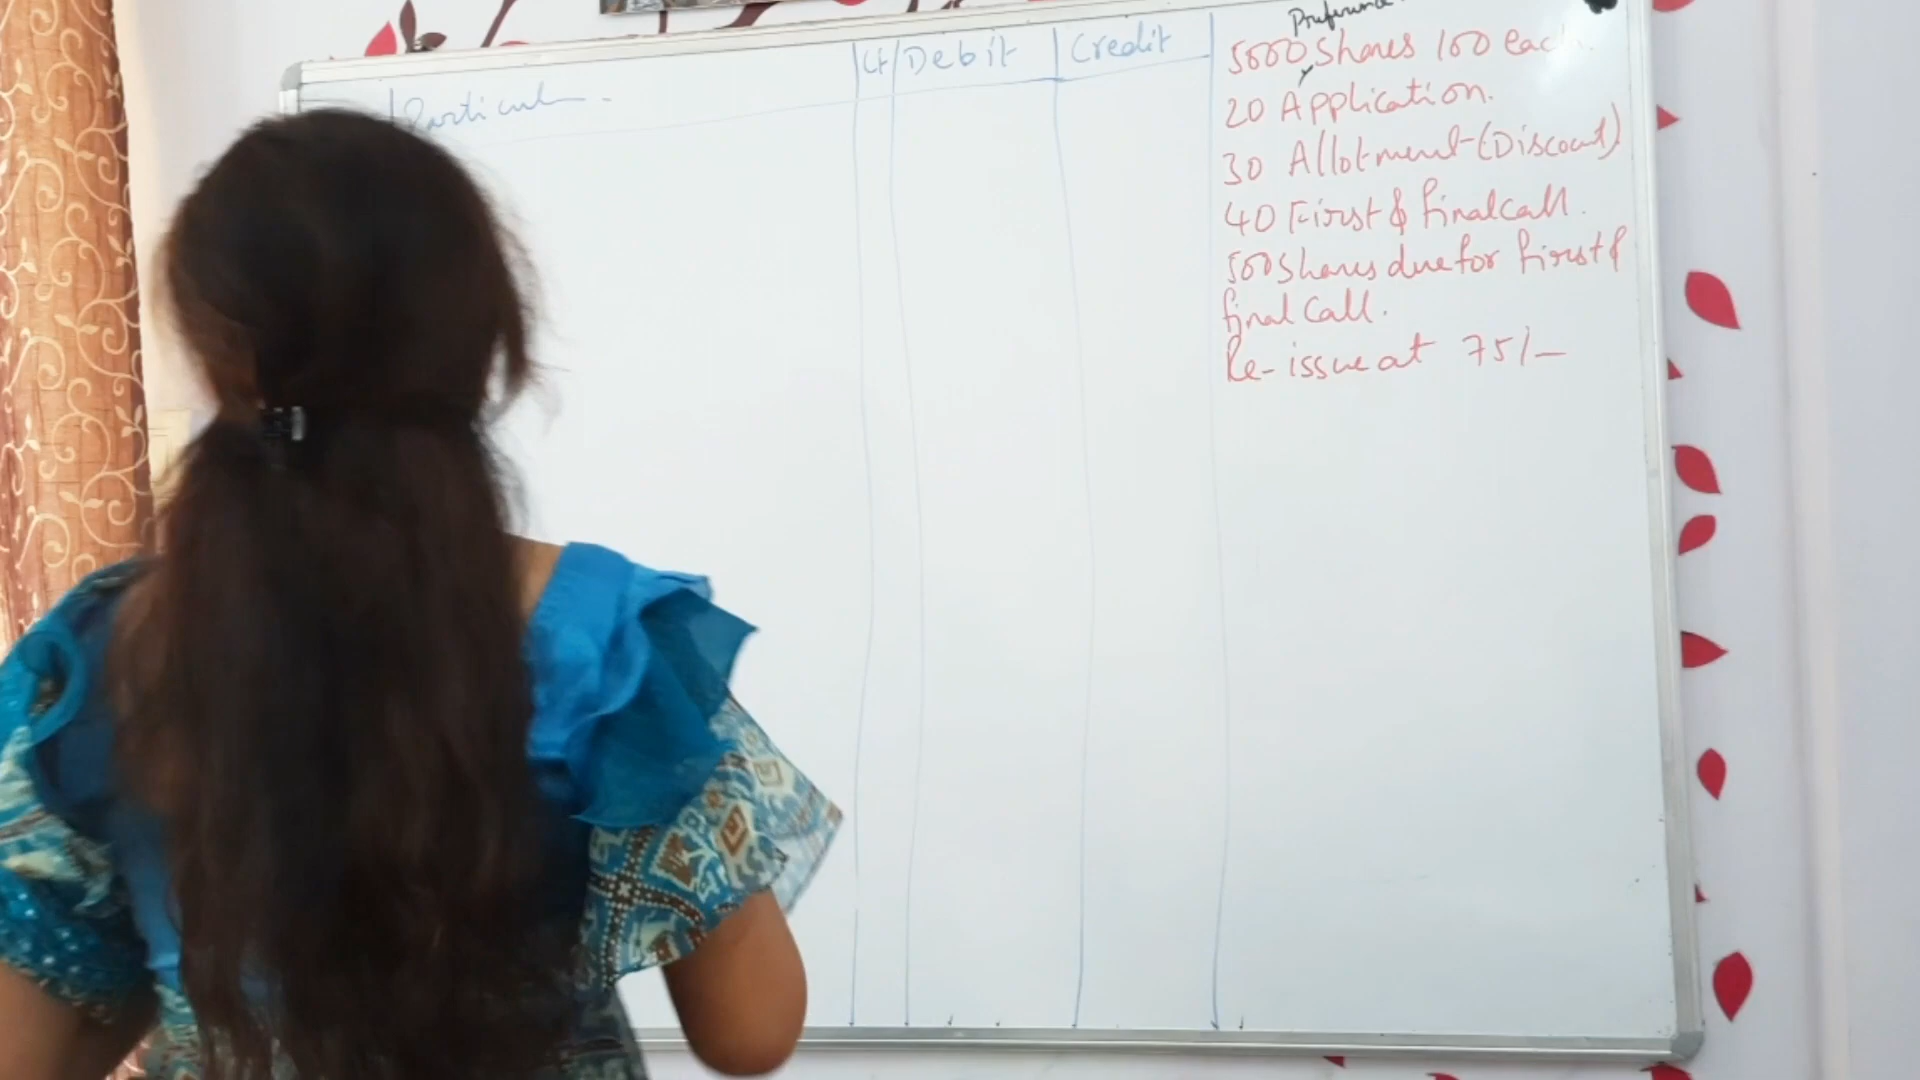 Particul
LF Debit Credit
Preference
5000 Shares 100 each.
20 Application.
30 Allotment-(Discount)
40 First & Final call.
500 Shares due for first &
final call.
Re-issue at 75/-